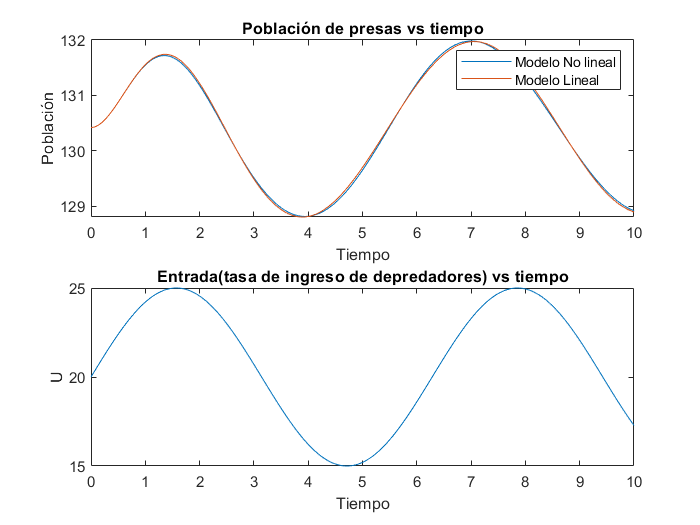 Población de presas vs tiempo
132
131
130
129
Población
Modelo No lineal
Modelo Lineal
0 1 2 3 4 5 6 7 8 9 10
Tiempo
Entrada(tasa de ingreso de depredadores) vs tiempo
25
20
15
U
0 1 2 3 4 5 6 7 8 9 10
Tiempo